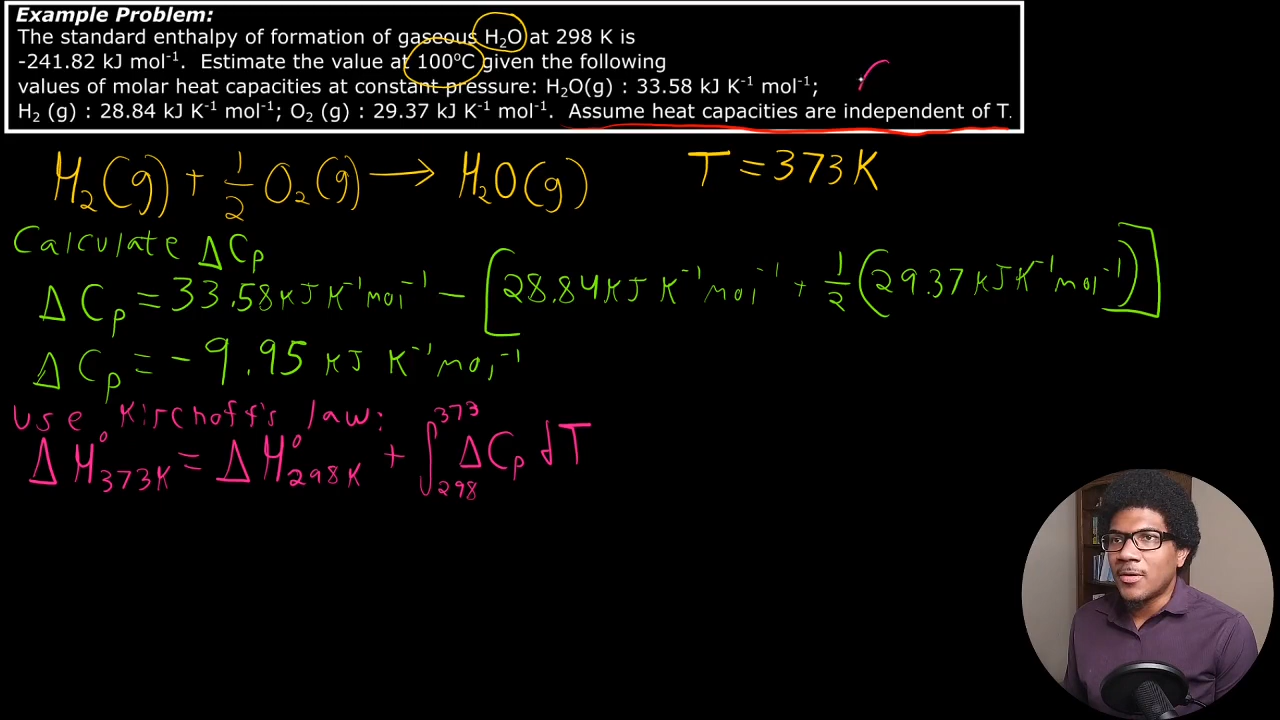 Example Problem:
The standard enthalpy of formation of gaseous H₂O at 298 K is
-241.82 kJ mol⁻¹. Estimate the value at 100°C given the following
values of molar heat capacities at constant pressure: H₂O(g) : 33.58 kJ K⁻¹ mol⁻¹;
H₂ (g) : 28.84 kJ K⁻¹ mol⁻¹; O₂ (g) : 29.37 kJ K⁻¹ mol⁻¹. Assume heat capacities are independent of T.
H₂(g) + 1/2 O₂(g) → H₂O(g) T = 373 K
Calculate ΔCp
ΔCp = 33.58 kJ K⁻¹ mol⁻¹ − [28.84 kJ K⁻¹ mol⁻¹ + 1/2 (29.37 kJ K⁻¹ mol⁻¹)]
ΔCp = −9.95 kJ K⁻¹ mol⁻¹
Use Kirchoff's law:
ΔH°373K = ΔH°298K + ∫₂₉₈³⁷³ ΔCp dT